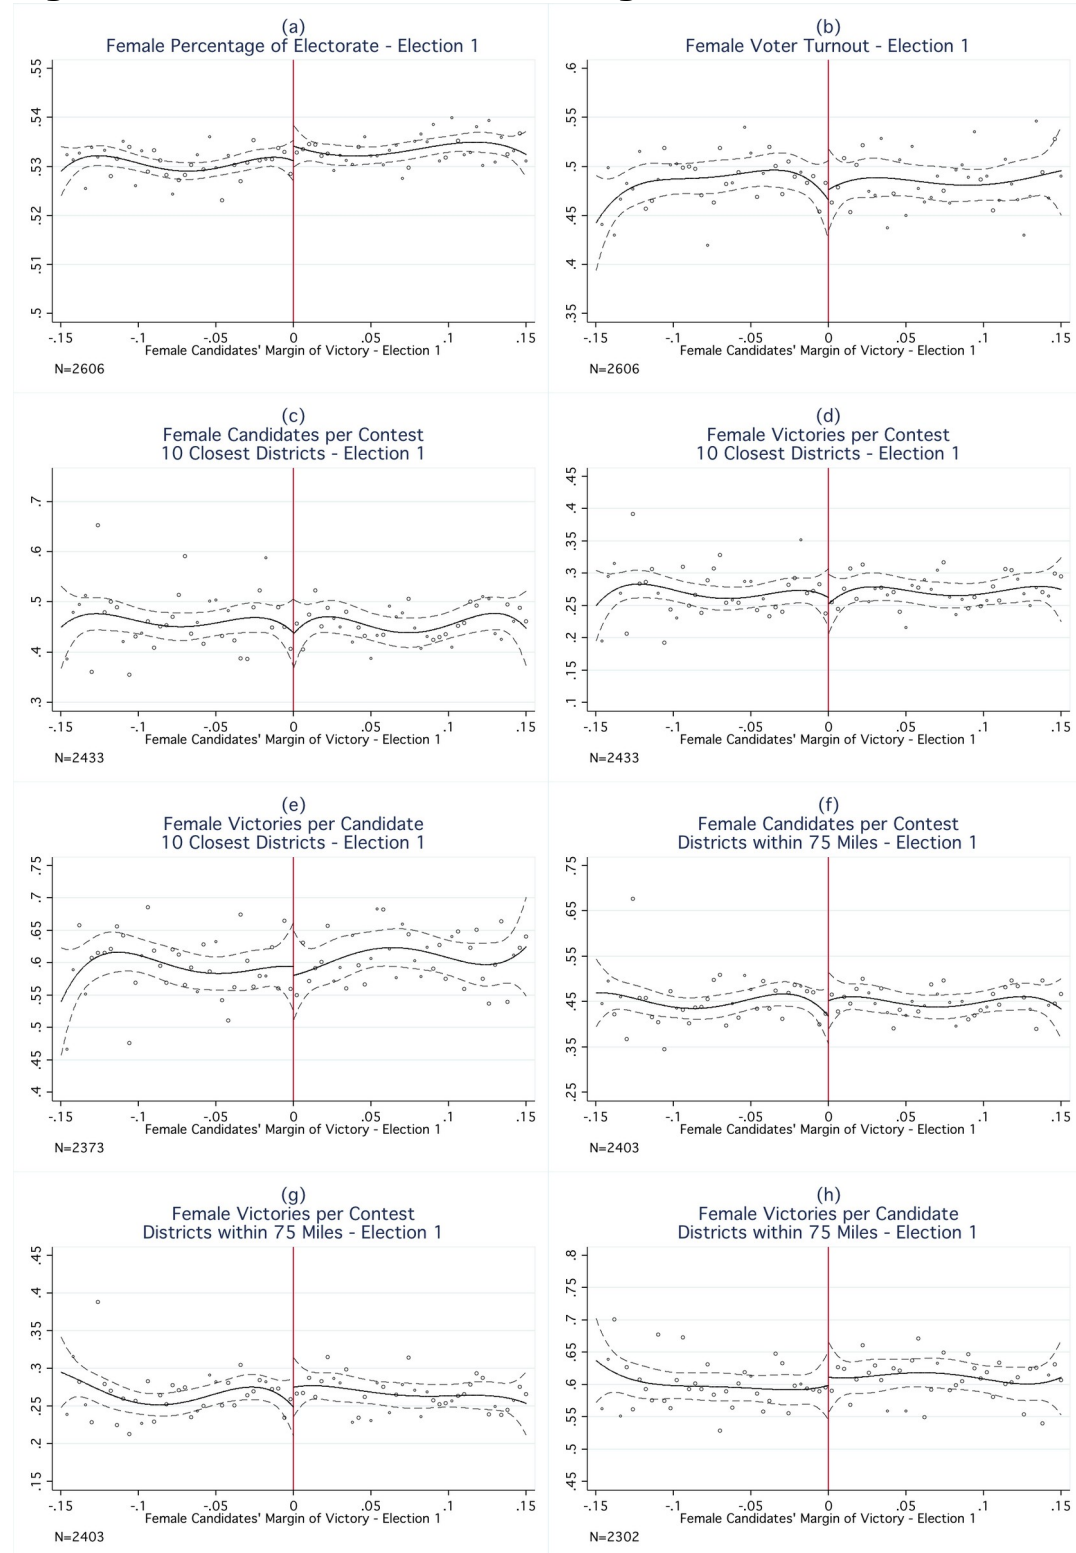 (a)
Female Percentage of Electorate - Election 1
.55
.54
.53
.52
.51
.5
-.15 -.1 -.05 0 .05 .1 .15
Female Candidates' Margin of Victory - Election 1
N=2606
(b)
Female Voter Turnout - Election 1
.6
.55
.5
.45
.4
.35
-.15 -.1 -.05 0 .05 .1 .15
Female Candidates' Margin of Victory - Election 1
N=2606
(c)
Female Candidates per Contest
10 Closest Districts - Election 1
.7
.6
.5
.4
.3
-.15 -.1 -.05 0 .05 .1 .15
Female Candidates' Margin of Victory - Election 1
N=2433
(d)
Female Victories per Contest
10 Closest Districts - Election 1
.45
.4
.35
.3
.25
.2
.15
.1
-.15 -.1 -.05 0 .05 .1 .15
Female Candidates' Margin of Victory - Election 1
N=2433
(e)
Female Victories per Candidate
10 Closest Districts - Election 1
.75
.7
.65
.6
.55
.5
.45
.4
-.15 -.1 -.05 0 .05 .1 .15
Female Candidates' Margin of Victory - Election 1
N=2373
(f)
Female Candidates per Contest
Districts within 75 Miles - Election 1
.75
.65
.55
.45
.35
.25
-.15 -.1 -.05 0 .05 .1 .15
Female Candidates' Margin of Victory - Election 1
N=2403
(g)
Female Victories per Contest
Districts within 75 Miles - Election 1
.45
.4
.35
.3
.25
.2
.15
-.15 -.1 -.05 0 .05 .1 .15
Female Candidates' Margin of Victory - Election 1
N=2403
(h)
Female Victories per Candidate
Districts within 75 Miles - Election 1
.8
.75
.7
.65
.6
.55
.5
.45
-.15 -.1 -.05 0 .05 .1 .15
Female Candidates' Margin of Victory - Election 1
N=2302